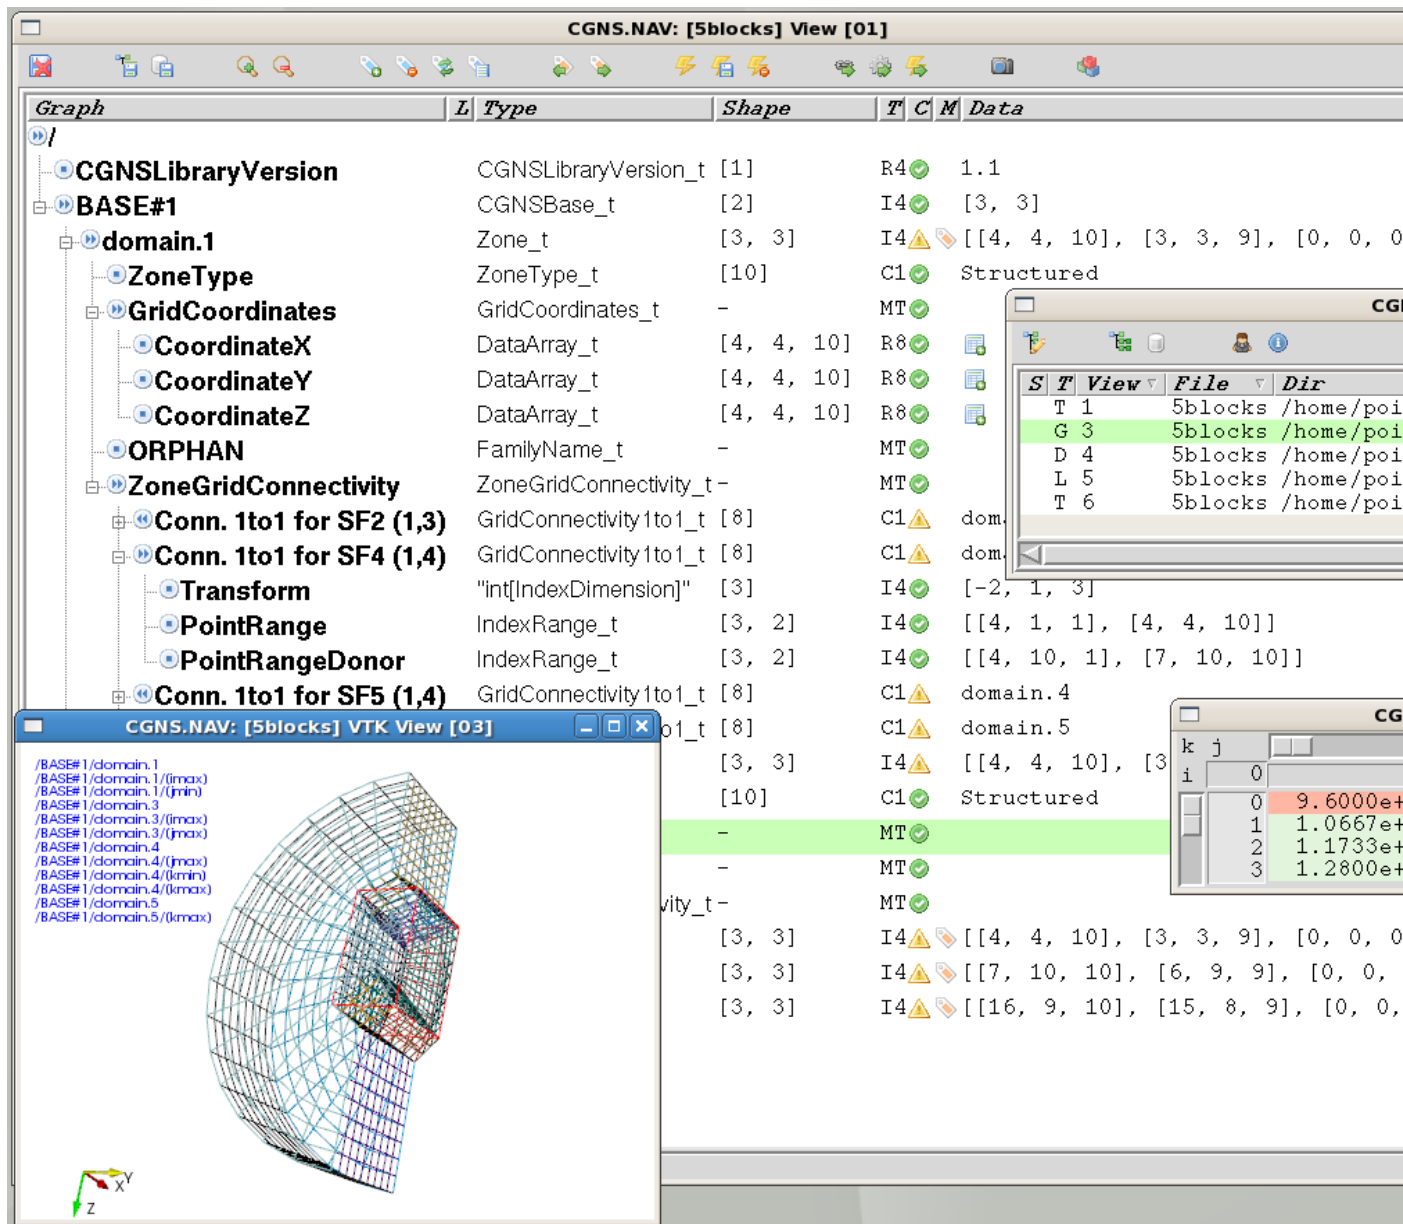 CGNS.NAV: [5blocks] View [01]
Graph L Type Shape T C M Data
/
CGNSLibraryVersion CGNSLibraryVersion_t [1] R4 1.1
BASE#1 CGNSBase_t [2] I4 [3, 3]
domain.1 Zone_t [3, 3] I4 [[4, 4, 10], [3, 3, 9], [0, 0, 0
ZoneType ZoneType_t [10] C1 Structured
GridCoordinates GridCoordinates_t - MT
CoordinateX DataArray_t [4, 4, 10] R8
CoordinateY DataArray_t [4, 4, 10] R8
CoordinateZ DataArray_t [4, 4, 10] R8
ORPHAN FamilyName_t - MT
ZoneGridConnectivity ZoneGridConnectivity_t - MT
Conn. 1to1 for SF2 (1,3) GridConnectivity1to1_t [8] C1 doma
Conn. 1to1 for SF4 (1,4) GridConnectivity1to1_t [8] C1 doma
Transform "int[IndexDimension]" [3] I4 [-2, 1, 3]
PointRange IndexRange_t [3, 2] I4 [[4, 1, 1], [4, 4, 10]]
PointRangeDonor IndexRange_t [3, 2] I4 [[4, 10, 1], [7, 10, 10]]
Conn. 1to1 for SF5 (1,4) GridConnectivity1to1_t [8] C1 domain.4
o1_t [8] C1 domain.5
[3, 3] I4 [[4, 4, 10], [3
[10] C1 Structured
- MT
- MT
vity_t - MT
[3, 3] I4 [[4, 4, 10], [3, 3, 9], [0, 0, 0
[3, 3] I4 [[7, 10, 10], [6, 9, 9], [0, 0,
[3, 3] I4 [[16, 9, 10], [15, 8, 9], [0, 0,
CG
S T View File Dir
T 1 5blocks /home/poi
G 3 5blocks /home/poi
D 4 5blocks /home/poi
L 5 5blocks /home/poi
T 6 5blocks /home/poi
CG
k j
i 0
0 9.6000e+
1 1.0667e+
2 1.1733e+
3 1.2800e+
CGNS.NAV: [5blocks] VTK View [03]
/BASE#1/domain.1
/BASE#1/domain.1/(imax)
/BASE#1/domain.1/(jmin)
/BASE#1/domain.3
/BASE#1/domain.3/(imax)
/BASE#1/domain.3/(jmax)
/BASE#1/domain.4
/BASE#1/domain.4/(jmax)
/BASE#1/domain.4/(kmin)
/BASE#1/domain.4/(kmax)
/BASE#1/domain.5
/BASE#1/domain.5/(kmax)
Y
X
Z